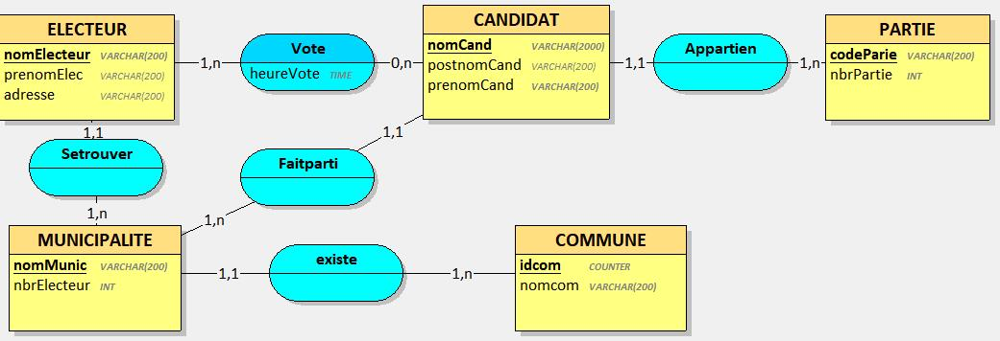 ELECTEUR
nomElecteur VARCHAR(200)
prenomElec VARCHAR(200)
adresse VARCHAR(200)
1,n
Vote
heureVote TIME
0,n
CANDIDAT
nomCand VARCHAR(2000)
postnomCand VARCHAR(200)
prenomCand VARCHAR(200)
1,1
Appartien
1,n
PARTIE
codeParie VARCHAR(200)
nbrPartie INT
1,1
Setrouver
1,n
1,1
Faitparti
1,n
MUNICIPALITE
nomMunic VARCHAR(200)
nbrElecteur INT
1,1
existe
1,n
COMMUNE
idcom COUNTER
nomcom VARCHAR(200)